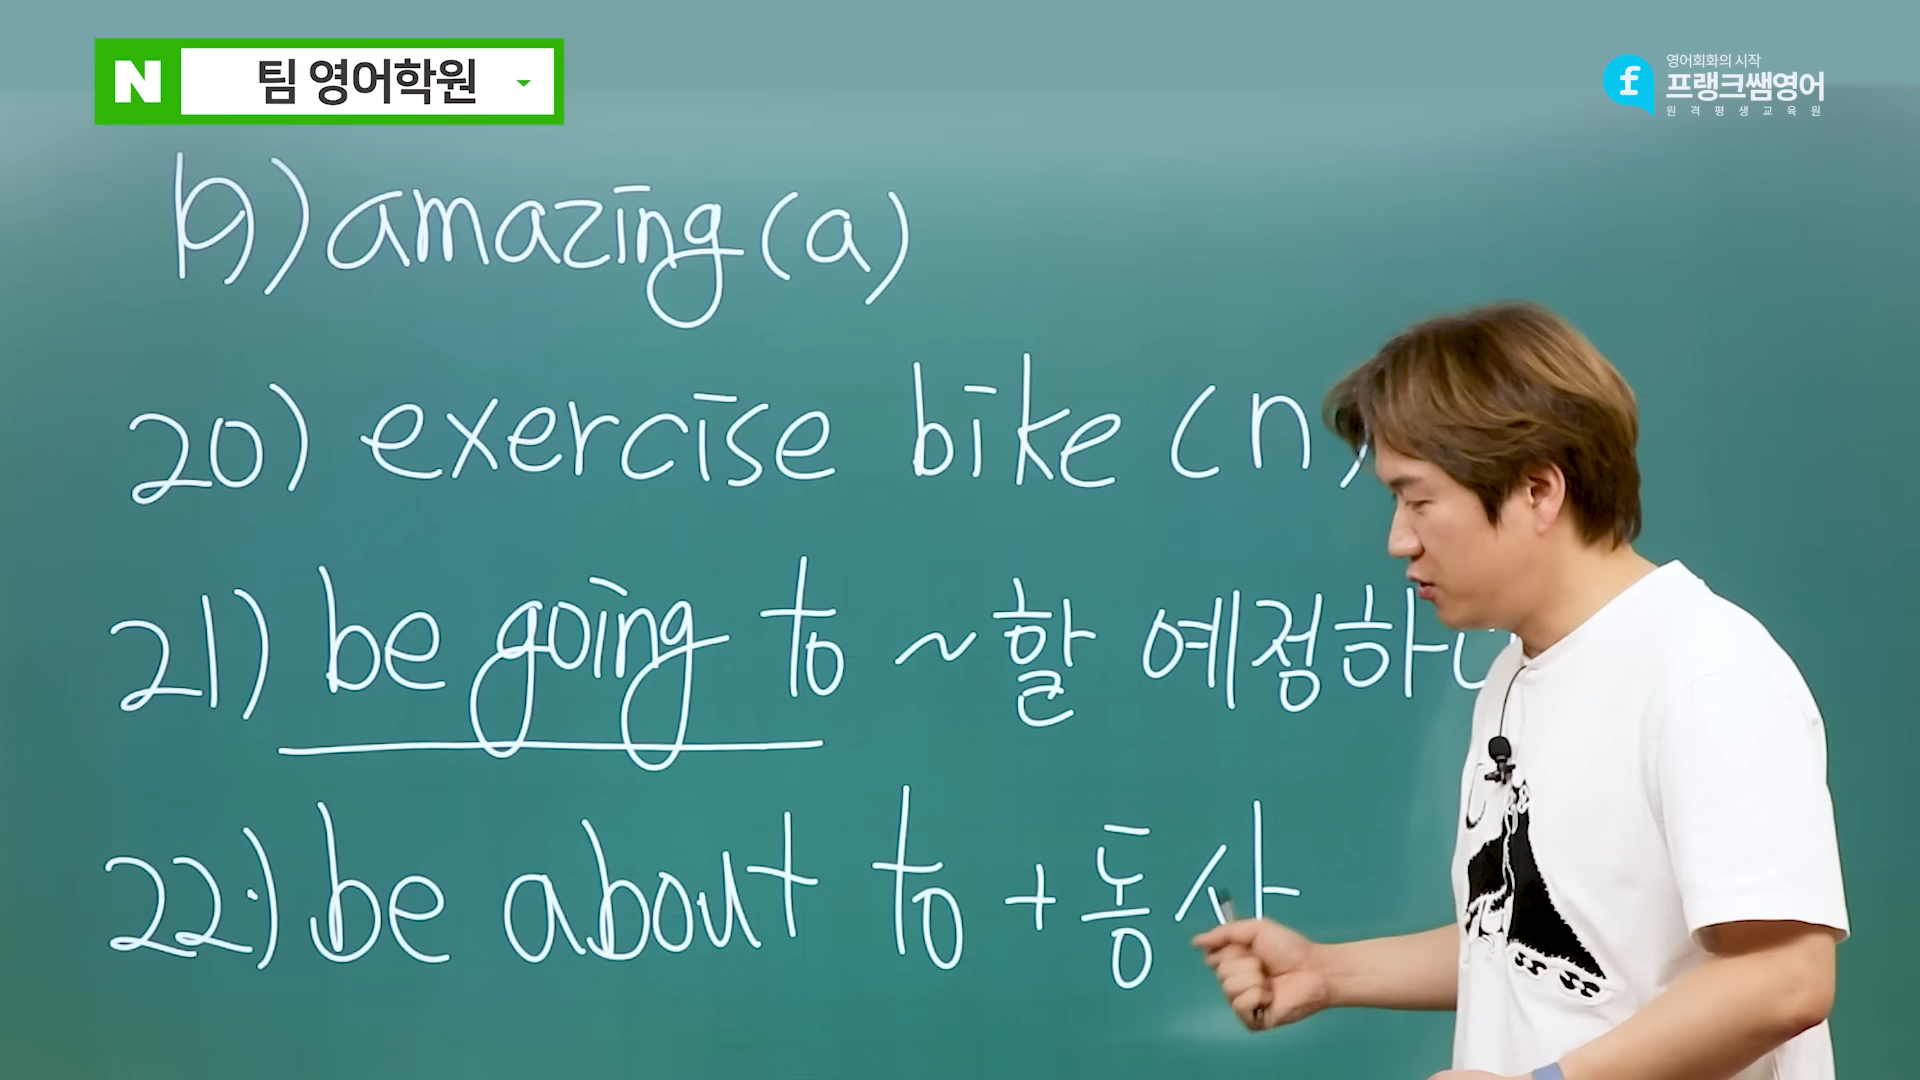 N 팀 영어학원
영어회화의 시작
프랭크쌤영어
원격평생교육원
b) amazing (a)
20) exercise bike (n)
21) be going to ~할 예정하
22) be about to + 동사